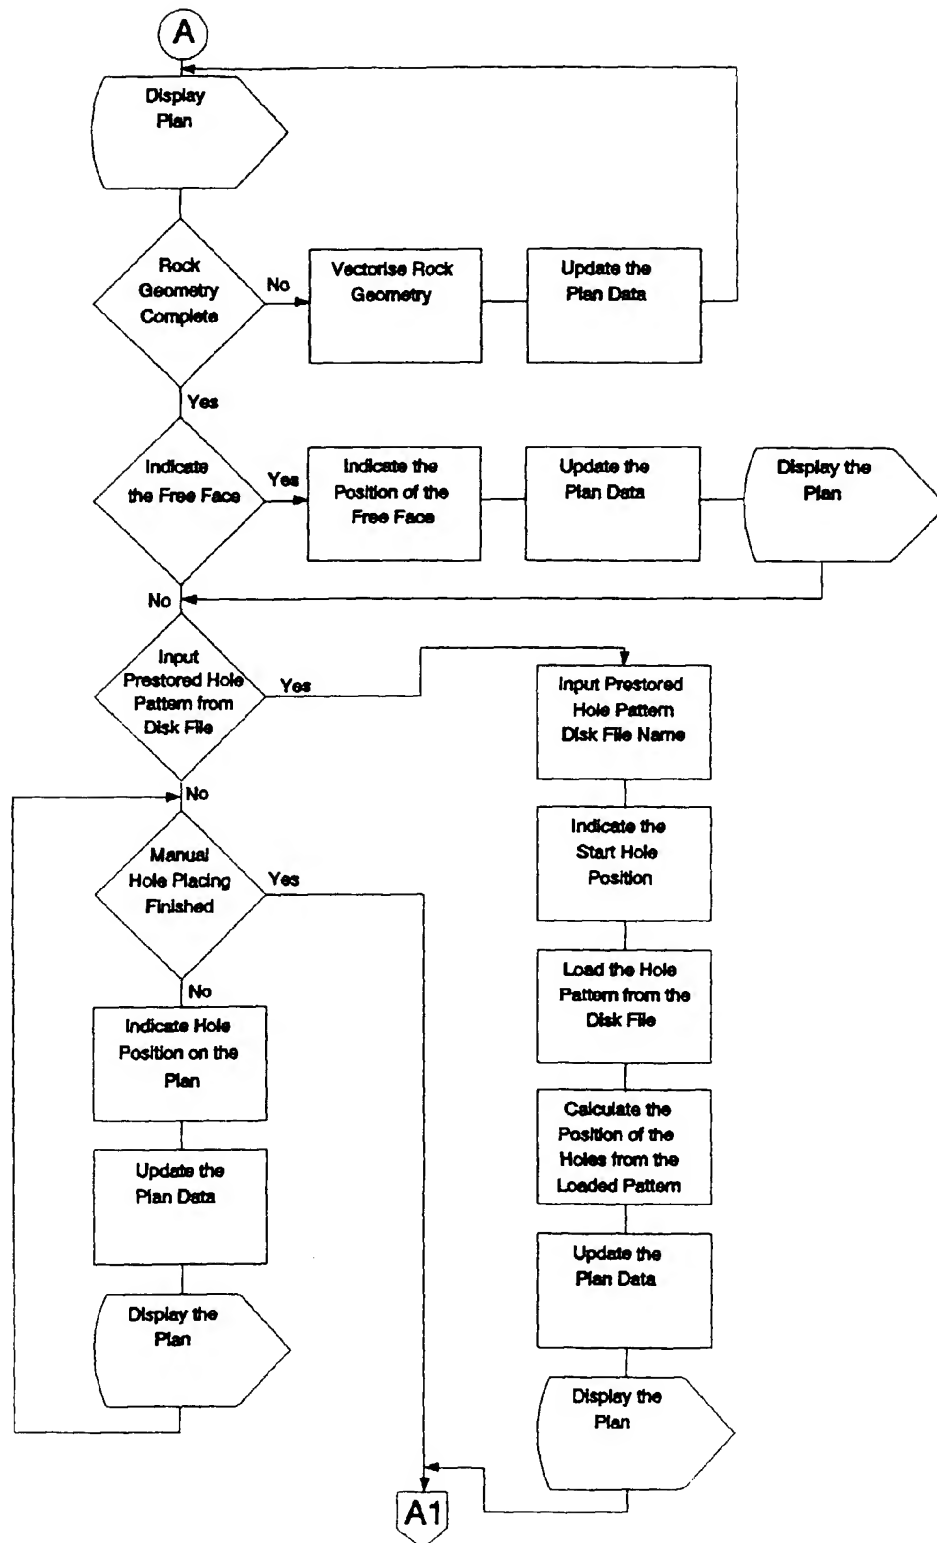 A
Display
Plan
Rock
Geometry
Complete
No
Vectorise Rock
Geometry
Update the
Plan Data
Yes
Indicate
the Free Face
Yes
Indicate the
Position of the
Free Face
Update the
Plan Data
Display the
Plan
No
Input
Prestored Hole
Pattern from
Disk File
Yes
Input Prestored
Hole Pattern
Disk File Name
No
Indicate the
Start Hole
Position
Manual
Hole Placing
Finished
Yes
Load the Hole
Pattern from the
Disk File
No
Indicate Hole
Position on the
Plan
Calculate the
Position of the
Holes from the
Loaded Pattern
Update the
Plan Data
Update the
Plan Data
Display the
Plan
Display the
Plan
A1